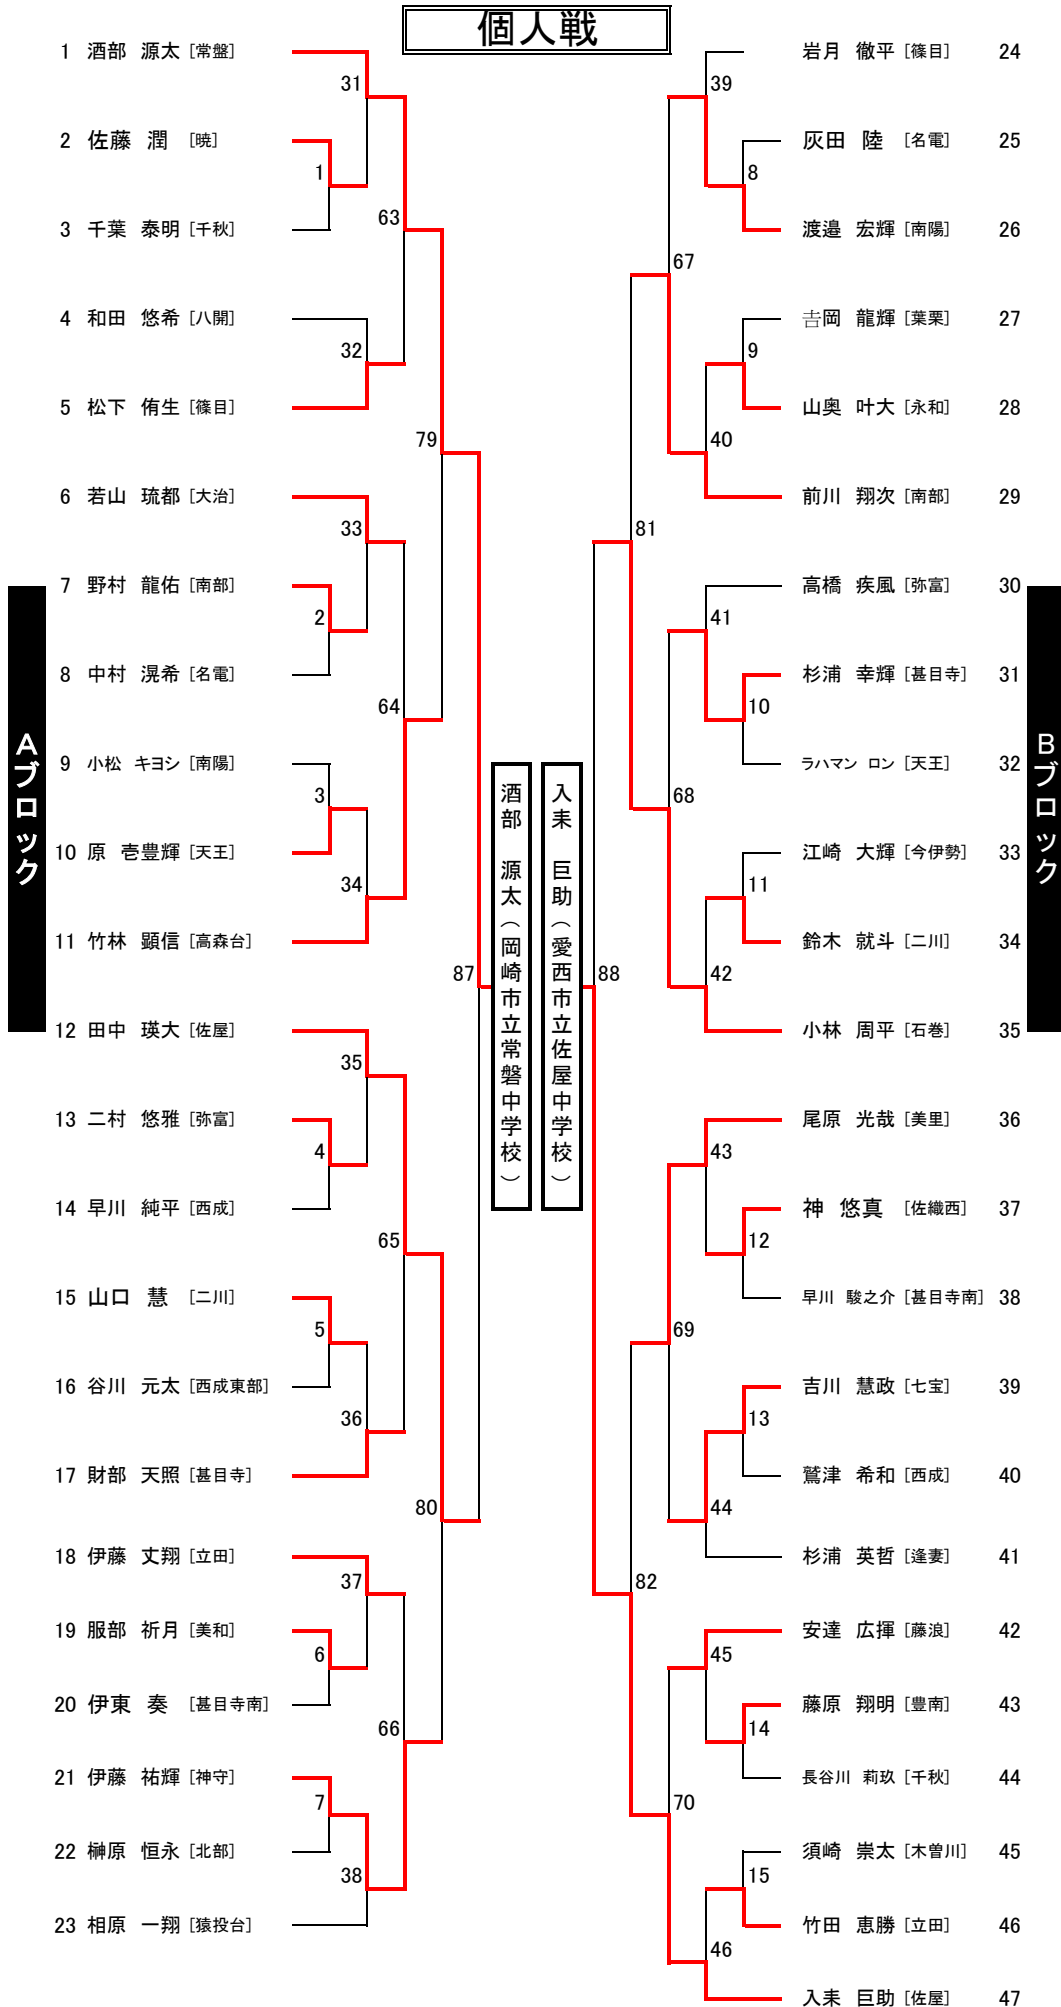 個人戦
Aブロック
1 酒部 源太 [常盤]
2 佐藤 潤 [暁]
3 千葉 泰明 [千秋]
4 和田 悠希 [八開]
5 松下 侑生 [篠目]
6 若山 琉都 [大治]
7 野村 龍佑 [南部]
8 中村 滉希 [名電]
9 小松 キヨシ [南陽]
10 原 壱豊輝 [天王]
11 竹林 顕信 [高森台]
12 田中 瑛大 [佐屋]
13 二村 悠雅 [弥富]
14 早川 純平 [西成]
15 山口 慧 [二川]
16 谷川 元太 [西成東部]
17 財部 天照 [甚目寺]
18 伊藤 丈翔 [立田]
19 服部 祈月 [美和]
20 伊東 奏 [甚目寺南]
21 伊藤 祐輝 [神守]
22 榊原 恒永 [北部]
23 相原 一翔 [猿投台]
31
1
32
33
2
3
34
35
4
5
36
37
6
7
38
63
64
65
66
79
80
87
酒部 源太(岡崎市立常磐中学校)
入耒 巨助(愛西市立佐屋中学校)
88
81
82
67
68
69
70
39
8
9
40
41
10
11
42
43
12
13
44
45
14
15
46
岩月 徹平 [篠目] 24
灰田 陸 [名電] 25
渡邉 宏輝 [南陽] 26
𠮷岡 龍輝 [葉栗] 27
山奥 叶大 [永和] 28
前川 翔次 [南部] 29
高橋 疾風 [弥富] 30
杉浦 幸輝 [甚目寺] 31
ラハマン ロン [天王] 32
江崎 大輝 [今伊勢] 33
鈴木 就斗 [二川] 34
小林 周平 [石巻] 35
尾原 光哉 [美里] 36
神 悠真 [佐織西] 37
早川 駿之介 [甚目寺南] 38
吉川 慧政 [七宝] 39
鷲津 希和 [西成] 40
杉浦 英哲 [逢妻] 41
安達 広揮 [藤浪] 42
藤原 翔明 [豊南] 43
長谷川 莉玖 [千秋] 44
須崎 崇太 [木曽川] 45
竹田 恵勝 [立田] 46
入耒 巨助 [佐屋] 47
Bブロック